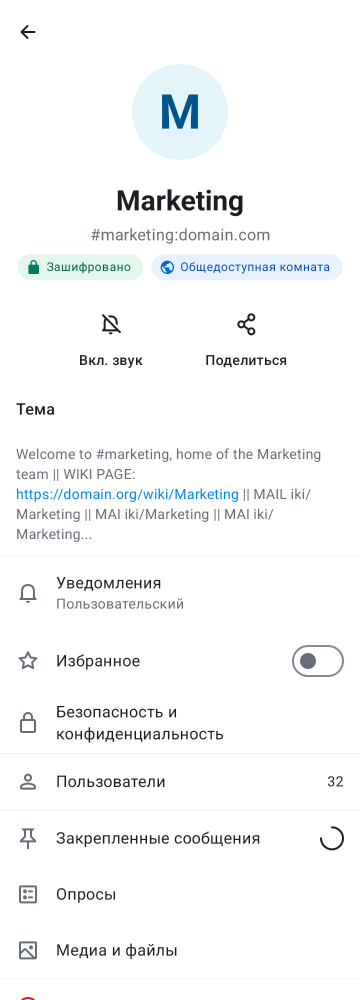 M
Marketing
#marketing:domain.com
Зашифровано
Общедоступная комната
Вкл. звук
Поделиться
Тема
Welcome to #marketing, home of the Marketing
team || WIKI PAGE:
https://domain.org/wiki/Marketing || MAIL iki/
Marketing || MAI iki/Marketing || MAI iki/
Marketing...
Уведомления
Пользовательский
Избранное
Безопасность и
конфиденциальность
Пользователи
32
Закрепленные сообщения
Опросы
Медиа и файлы